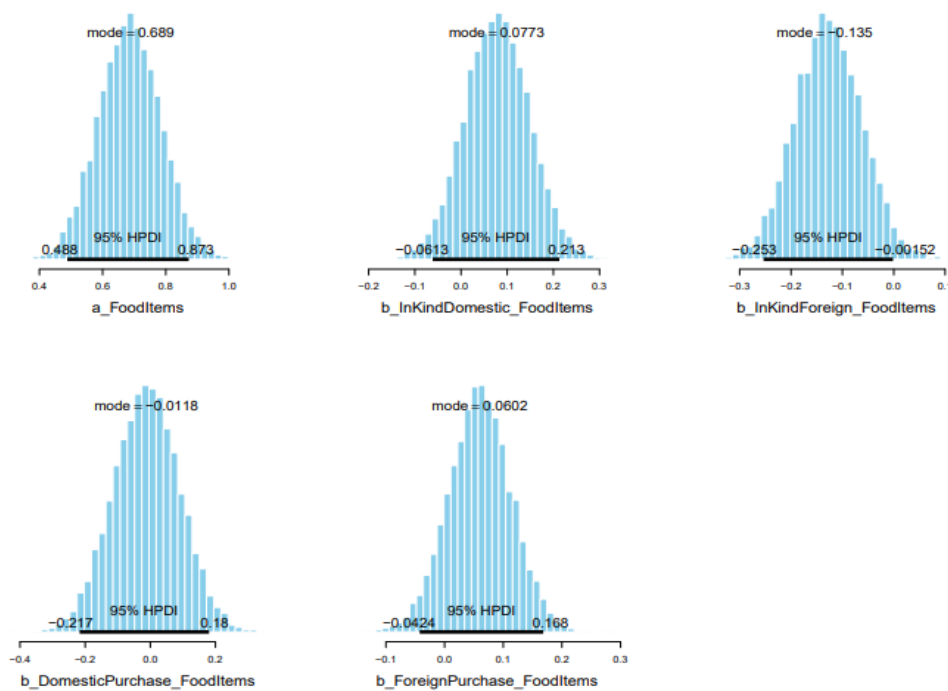 mode = 0.689
95% HPDI
0.488 0.873
0.4 0.6 0.8 1.0
a_FoodItems
mode = 0.0773
95% HPDI
−0.0613 0.213
−0.2 −0.1 0.0 0.1 0.2 0.3
b_InKindDomestic_FoodItems
mode = −0.135
95% HPDI
−0.253 −0.00152
−0.3 −0.2 −0.1 0.0
b_InKindForeign_FoodItems
mode = −0.0118
95% HPDI
−0.217 0.18
−0.4 −0.2 0.0 0.2
b_DomesticPurchase_FoodItems
mode = 0.0602
95% HPDI
−0.0424 0.168
−0.1 0.0 0.1 0.2 0.3
b_ForeignPurchase_FoodItems